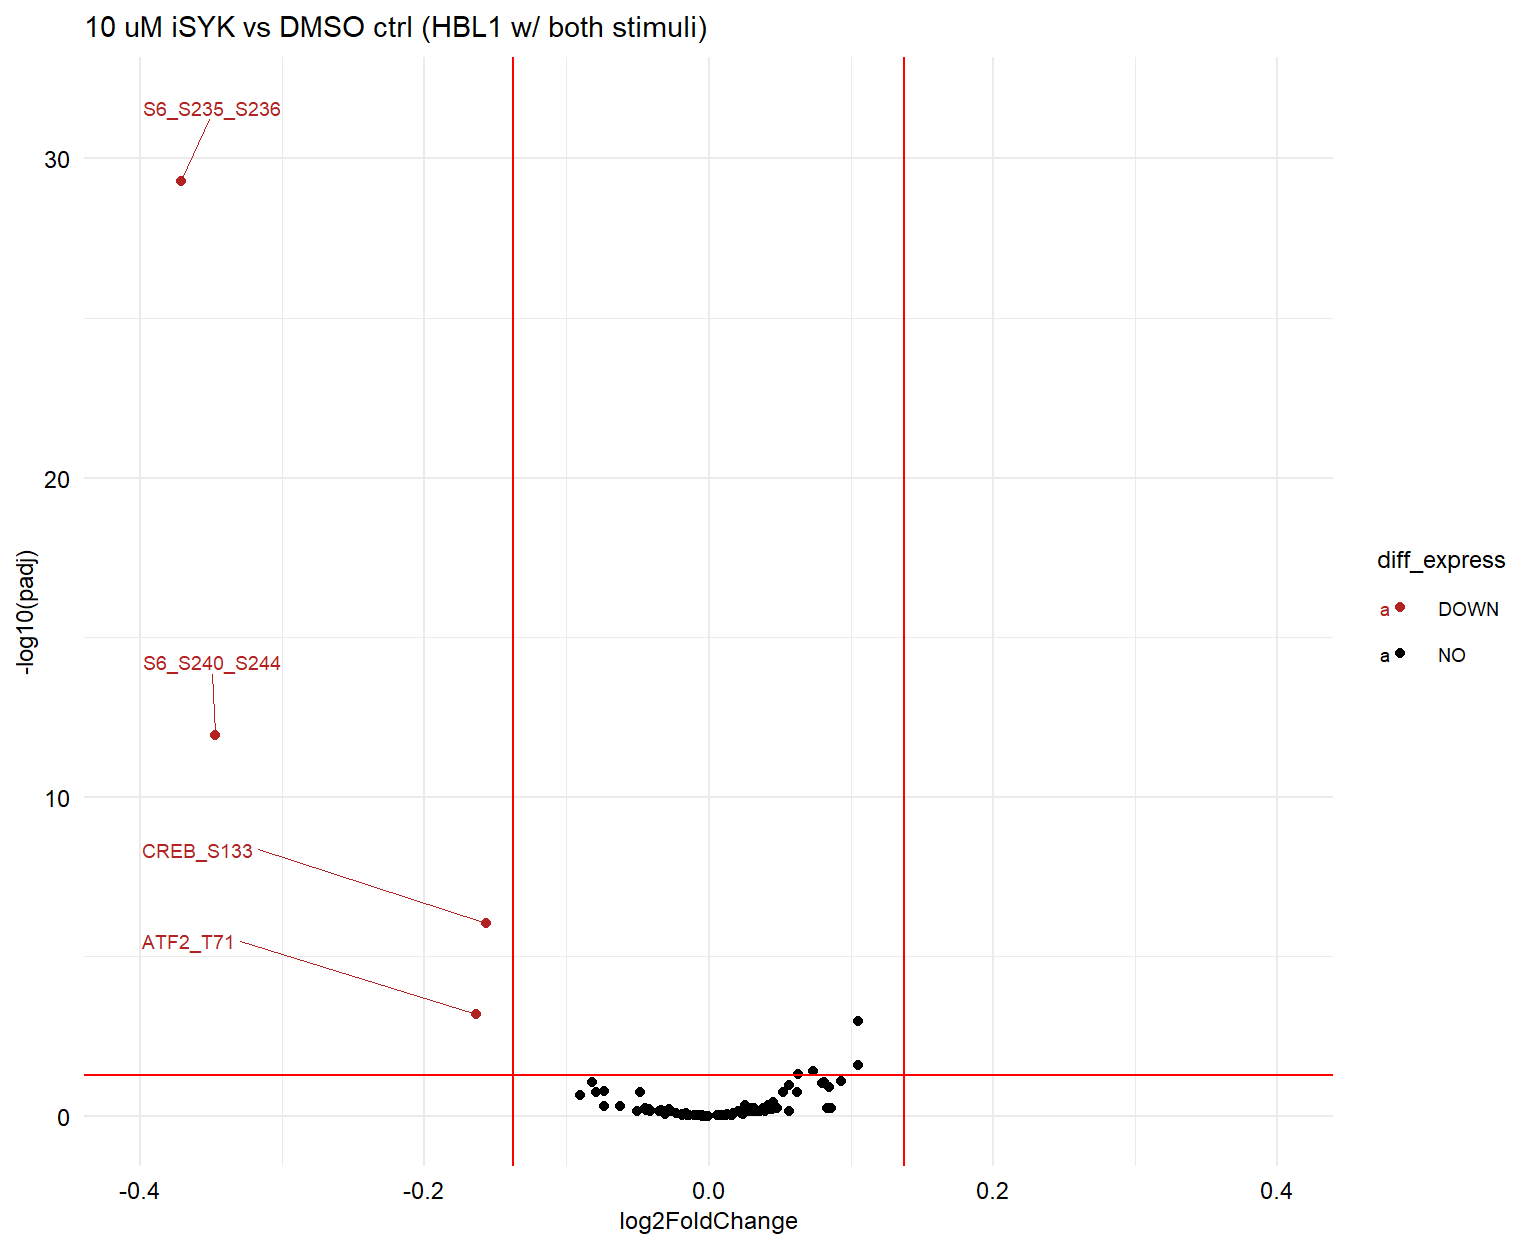 10 uM iSYK vs DMSO ctrl (HBL1 w/ both stimuli)
S6_S235_S236
30
20
-log10(padj)
S6_S240_S244
10
CREB_S133
ATF2_T71
0
-0.4
-0.2
0.0
0.2
0.4
log2FoldChange
diff_express
a DOWN
a NO